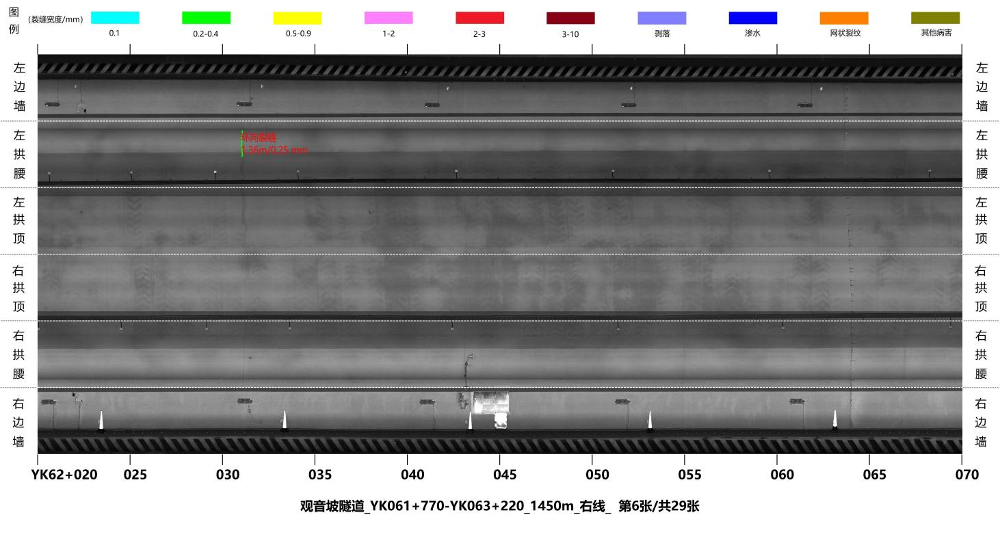 图例
(裂缝宽度/mm)
0.1
0.2-0.4
0.5-0.9
1-2
2-3
3-10
剥落
渗水
网状裂纹
其他病害
左边墙
左边墙
左拱腰
环向裂缝
1.36m/0.25 mm
左拱腰
左拱顶
左拱顶
右拱顶
右拱顶
右拱腰
右拱腰
右边墙
右边墙
YK62+020 025 030 035 040 045 050 055 060 065 070
观音坡隧道_YK061+770-YK063+220_1450m_右线_ 第6张/共29张